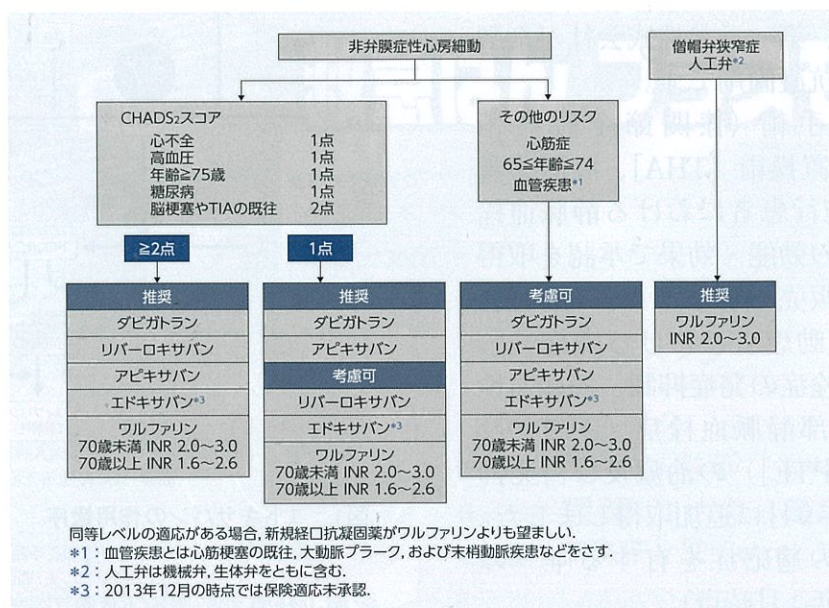 非弁膜症性心房細動
僧帽弁狭窄症
人工弁*2
CHADS₂スコア
心不全 1点
高血圧 1点
年齢≧75歳 1点
糖尿病 1点
脳梗塞やTIAの既往 2点
その他のリスク
心筋症
65≦年齢≦74
血管疾患*1
≧2点
1点
推奨
ダビガトラン
リバーロキサバン
アピキサバン
エドキサバン*3
ワルファリン
70歳未満 INR 2.0〜3.0
70歳以上 INR 1.6〜2.6
推奨
ダビガトラン
アピキサバン
考慮可
リバーロキサバン
エドキサバン*3
ワルファリン
70歳未満 INR 2.0〜3.0
70歳以上 INR 1.6〜2.6
考慮可
ダビガトラン
リバーロキサバン
アピキサバン
エドキサバン*3
ワルファリン
70歳未満 INR 2.0〜3.0
70歳以上 INR 1.6〜2.6
推奨
ワルファリン
INR 2.0〜3.0
同等レベルの適応がある場合,新規経口抗凝固薬がワルファリンよりも望ましい.
*1:血管疾患とは心筋梗塞の既往,大動脈プラーク,および末梢動脈疾患などをさす.
*2:人工弁は機械弁,生体弁をともに含む.
*3:2013年12月の時点では保険適応未承認.